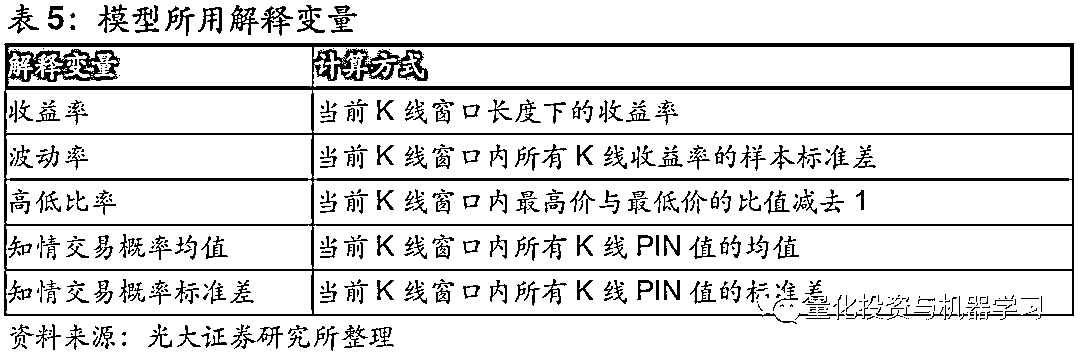 表 5：模型所用解释变量
解释变量 计算方式
收益率 当前 K 线窗口长度下的收益率
波动率 当前 K 线窗口内所有 K 线收益率的样本标准差
高低比率 当前 K 线窗口内最高价与最低价的比值减去 1
知情交易概率均值 当前 K 线窗口内所有 K 线 PIN 值的均值
知情交易概率标准差 当前 K 线窗口内所有 K 线 PIN 值的标准差
量化投资与机器学习
资料来源：光大证券研究所整理